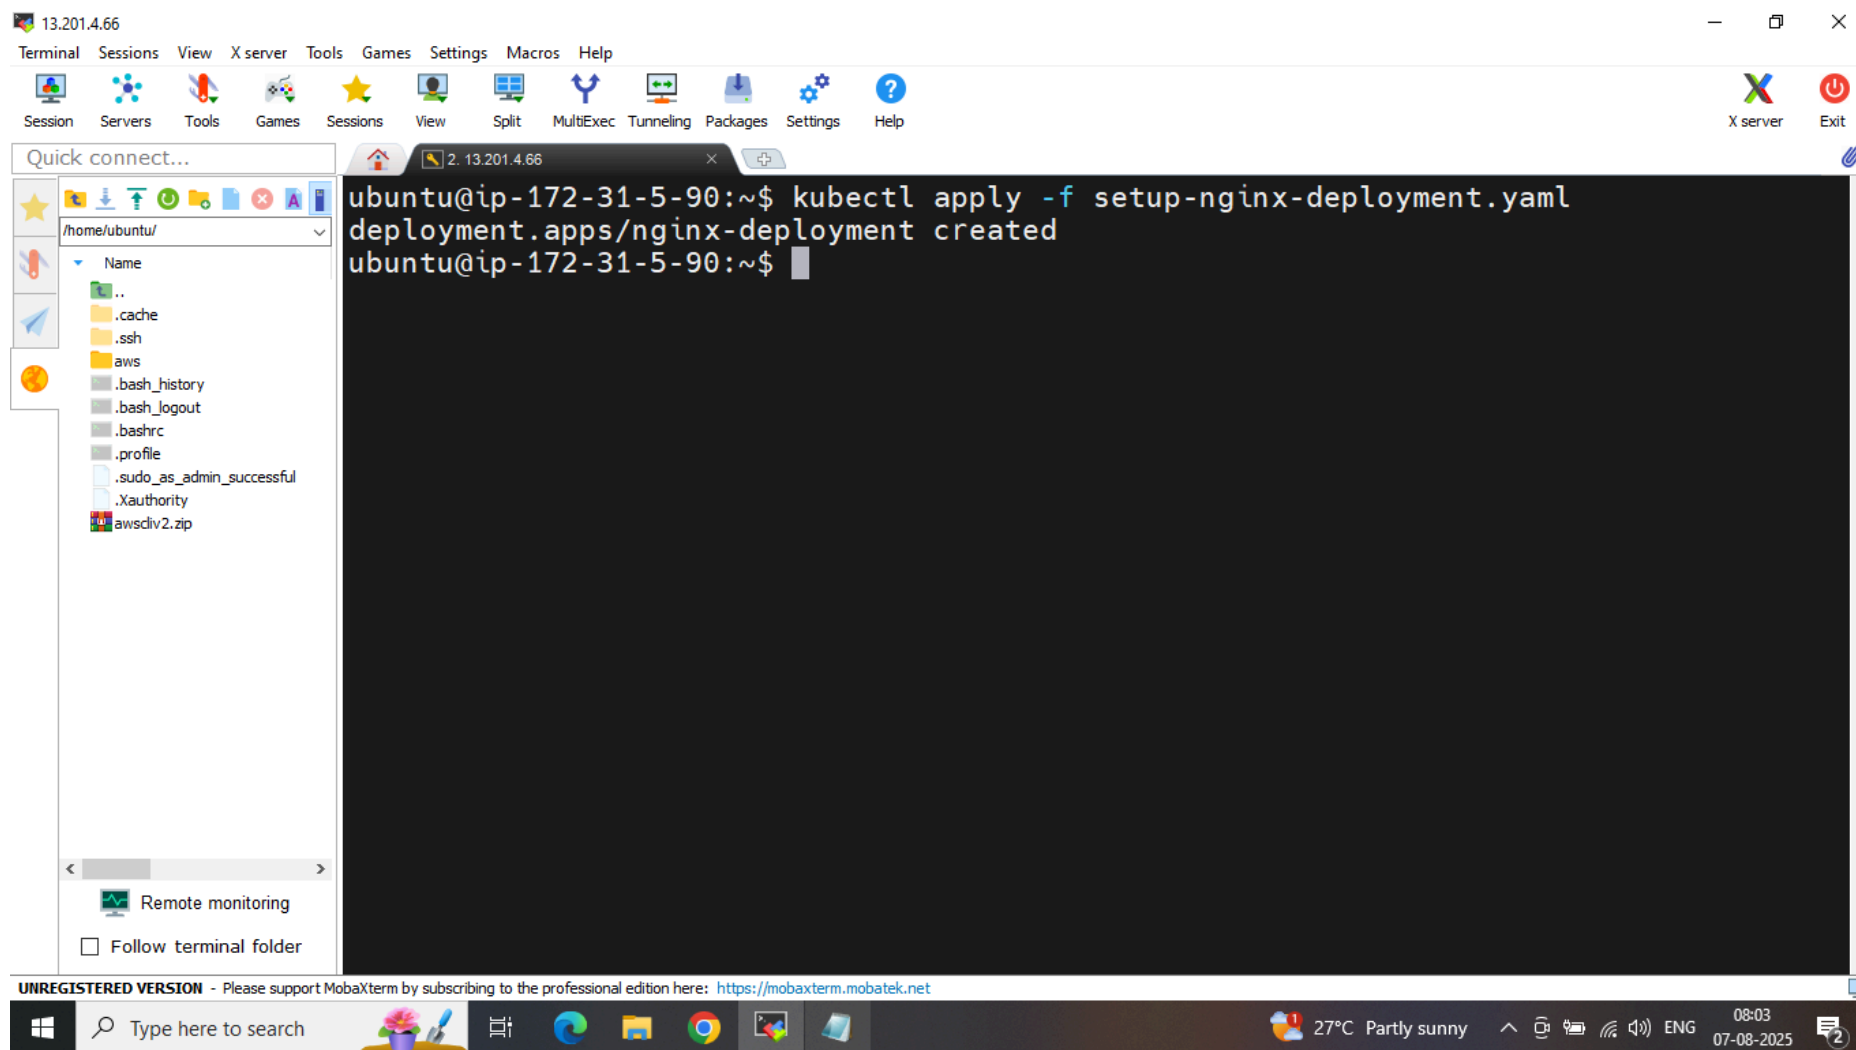 13.201.4.66
Terminal Sessions View X server Tools Games Settings Macros Help
Session Servers Tools Games Sessions View Split MultiExec Tunneling Packages Settings Help X server Exit
Quick connect...
2. 13.201.4.66
/home/ubuntu/
Name
..
.cache
.ssh
aws
.bash_history
.bash_logout
.bashrc
.profile
.sudo_as_admin_successful
.Xauthority
awscliv2.zip
Remote monitoring
Follow terminal folder
ubuntu@ip-172-31-5-90:~$ kubectl apply -f setup-nginx-deployment.yaml
deployment.apps/nginx-deployment created
ubuntu@ip-172-31-5-90:~$
UNREGISTERED VERSION - Please support MobaXterm by subscribing to the professional edition here: https://mobaxterm.mobatek.net
Type here to search
1
27°C Partly sunny
ENG
08:03
07-08-2025
2